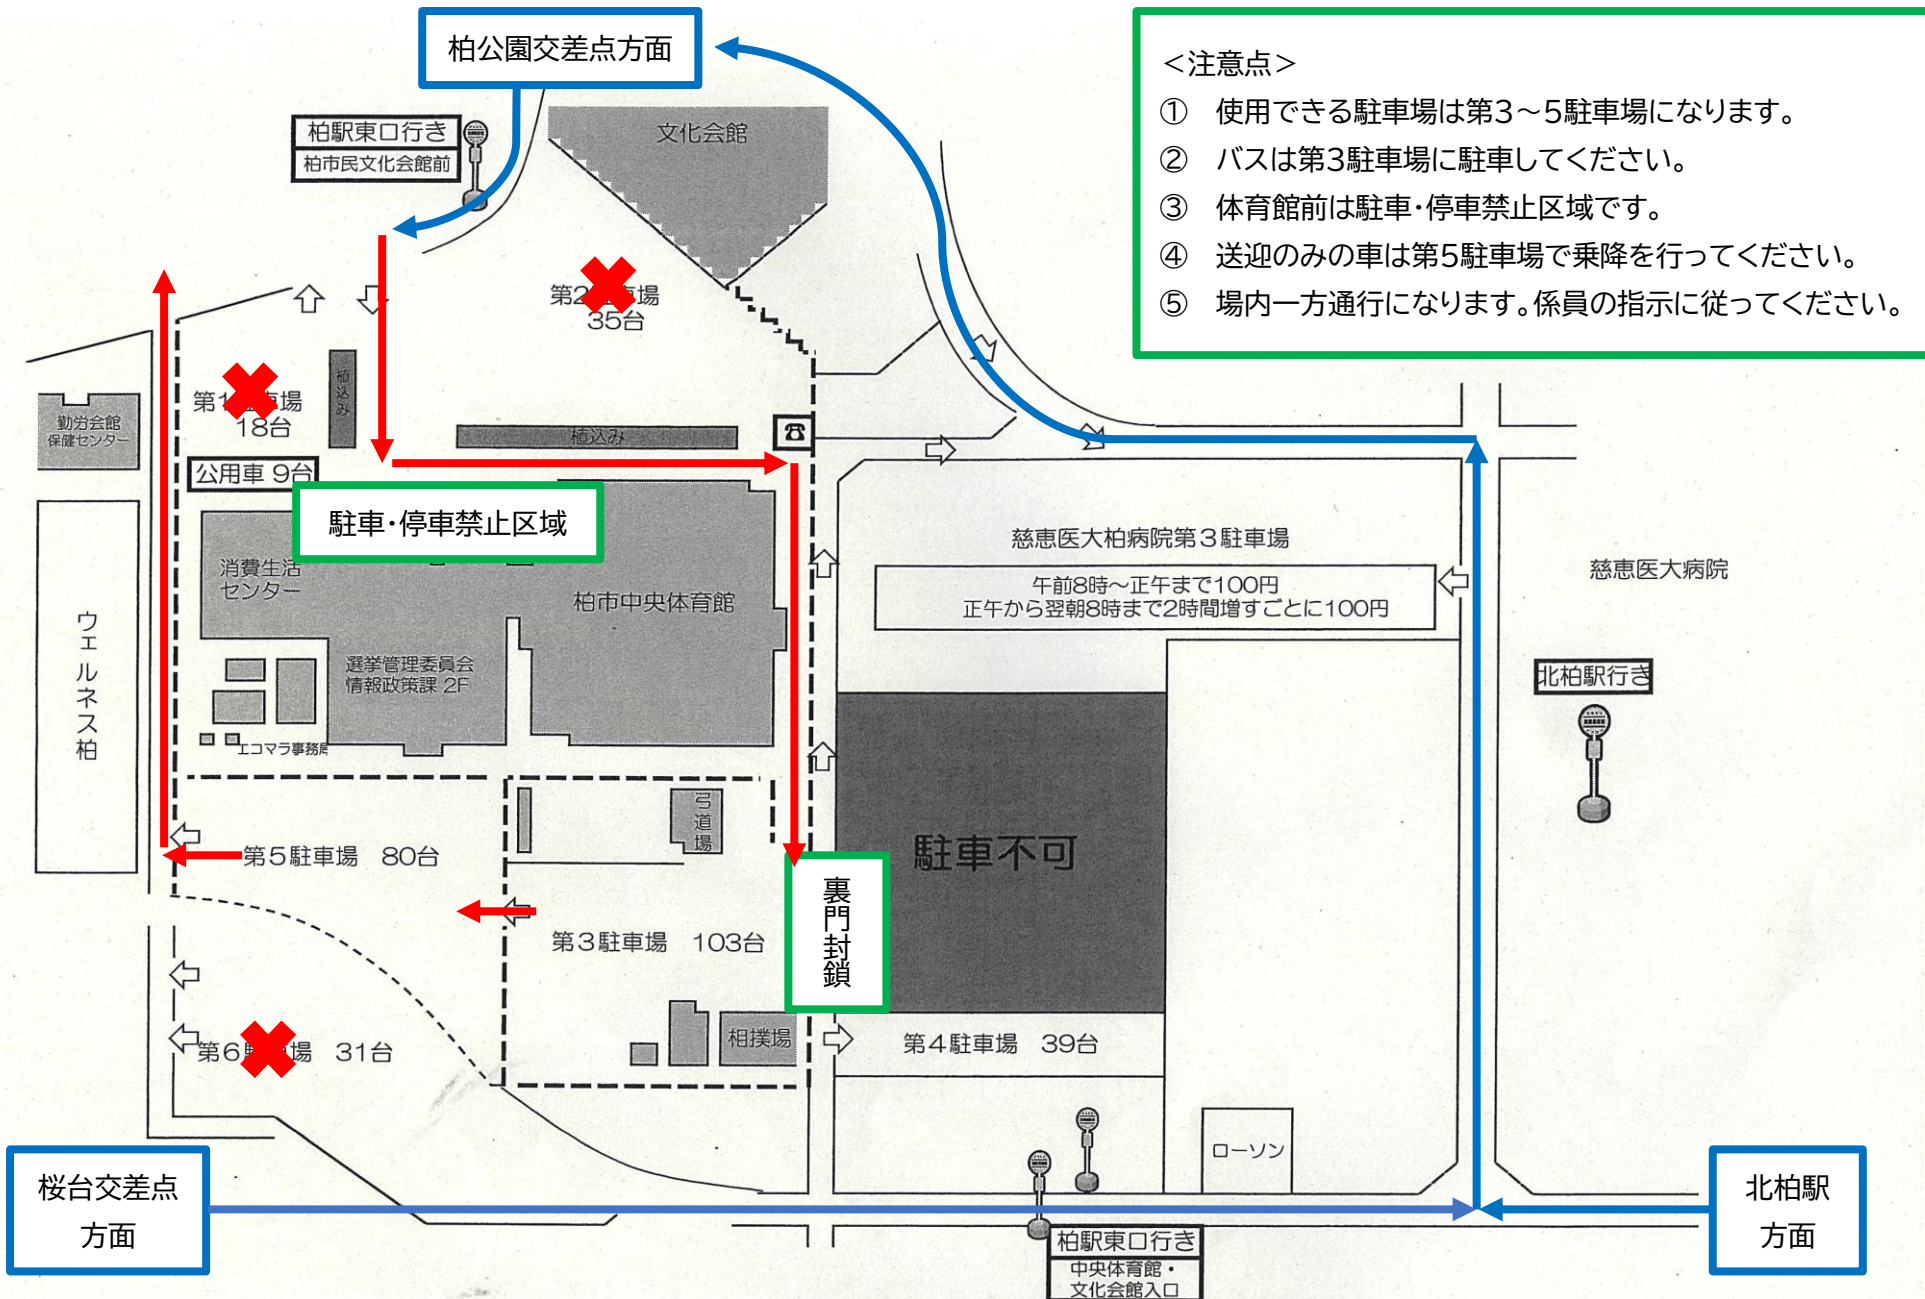 柏公園交差点方面
<注意点>
① 使用できる駐車場は第3～5駐車場になります。
② バスは第3駐車場に駐車してください。
③ 体育館前は駐車・停車禁止区域です。
④ 送迎のみの車は第5駐車場で乗降を行ってください。
⑤ 場内一方通行になります。係員の指示に従ってください。
柏駅東口行き
柏市民文化会館前
文化会館
第2駐車場
35台
第1駐車場
18台
植込み
植込み
勤労会館
保健センター
公用車 9台
駐車・停車禁止区域
消費生活
センター
柏市中央体育館
慈恵医大柏病院第3駐車場
午前8時～正午まで100円
正午から翌朝8時まで2時間増すごとに100円
慈恵医大病院
ウェルネス柏
選挙管理委員会
情報政策課 2F
エコマラ事務局
北柏駅行き
弓道場
第5駐車場 80台
駐車不可
裏門封鎖
第3駐車場 103台
相撲場
第4駐車場 39台
第6駐車場 31台
ローソン
桜台交差点
方面
北柏駅
方面
柏駅東口行き
中央体育館・
文化会館入口